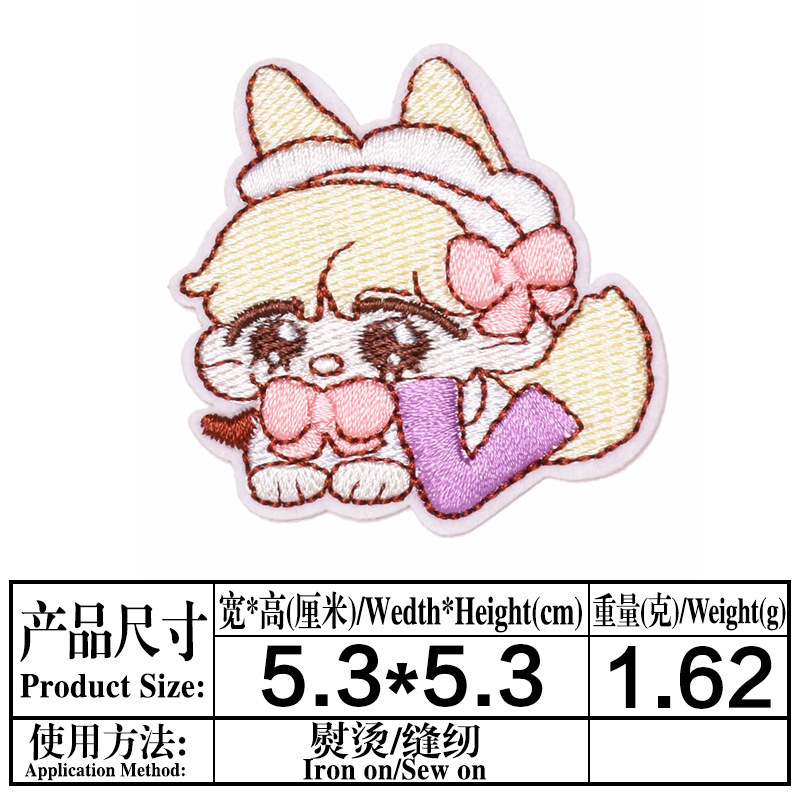 产品尺寸
Product Size:
宽*高(厘米)/Wedth*Height(cm)
重量(克)/Weight(g)
5.3*5.3
1.62
使用方法:
Application Method:
熨烫/缝纫
Iron on/Sew on